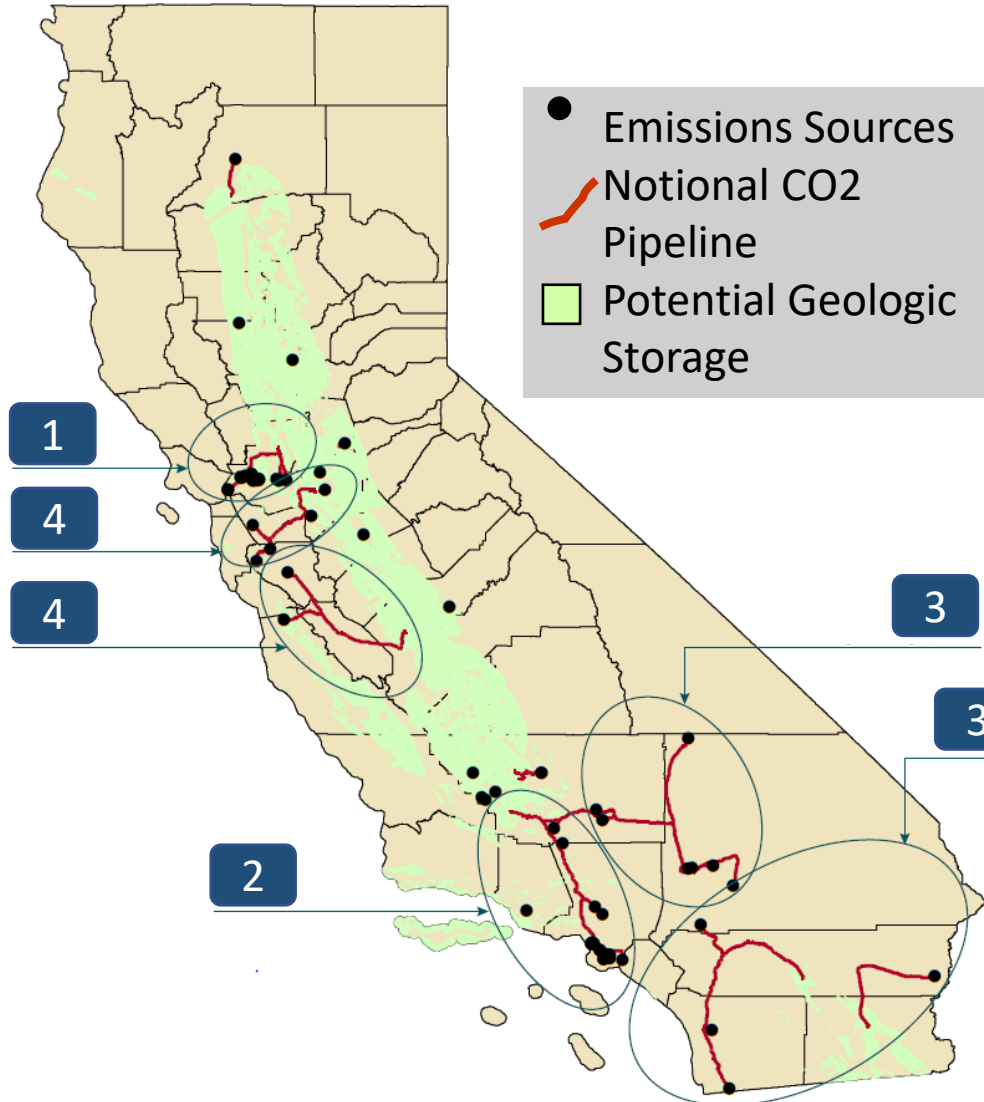 Emissions Sources
Notional CO2
Pipeline
Potential Geologic
Storage
1
4
4
3
3
2